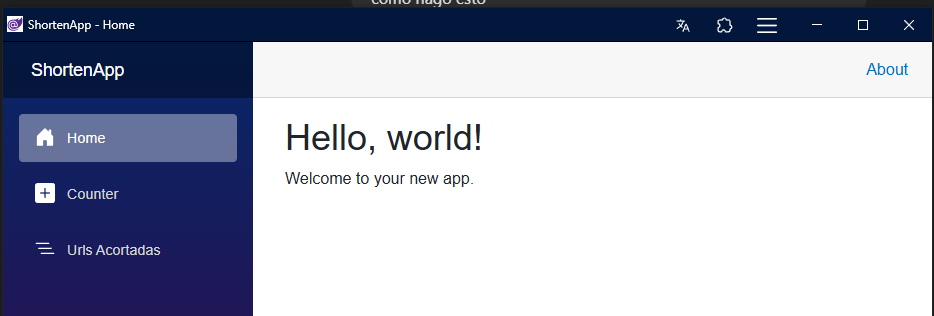 como hago esto
ShortenApp - Home
ShortenApp
About
Home
Hello, world!
Welcome to your new app.
Counter
Urls Acortadas